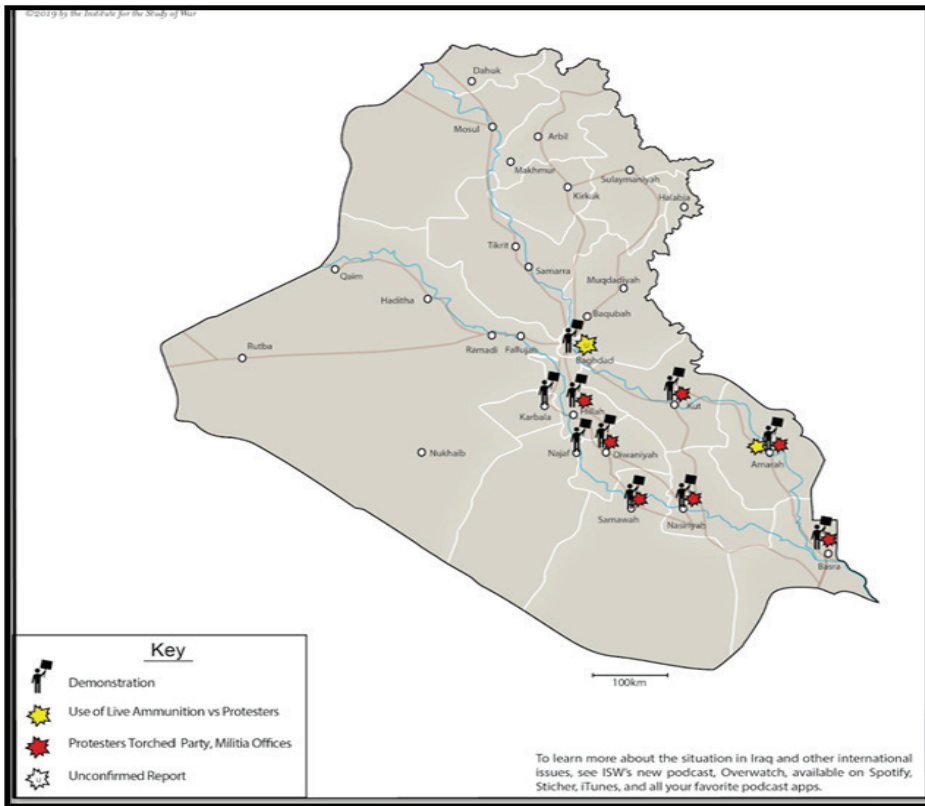 ©2019 by the Institute for the Study of War
Dahuk
Mosul
Arbil
Makhmur
Sulaymaniyah
Kirkuk
Halabja
Tikrit
Samarra
Qaim
Muqdadiyah
Haditha
Baqubah
Ramadi
Fallujah
Rutba
Baghdad
Karbala
Hillah
Kut
Nukhaib
Najaf
Diwaniyah
Amarah
Samawah
Nasiriyah
Basra
100km
Key
Demonstration
Use of Live Ammunition vs Protesters
Protesters Torched Party, Militia Offices
U
Unconfirmed Report
To learn more about the situation in Iraq and other international
issues, see ISW's new podcast, Overwatch, available on Spotify,
Sticher, iTunes, and all your favorite podcast apps.